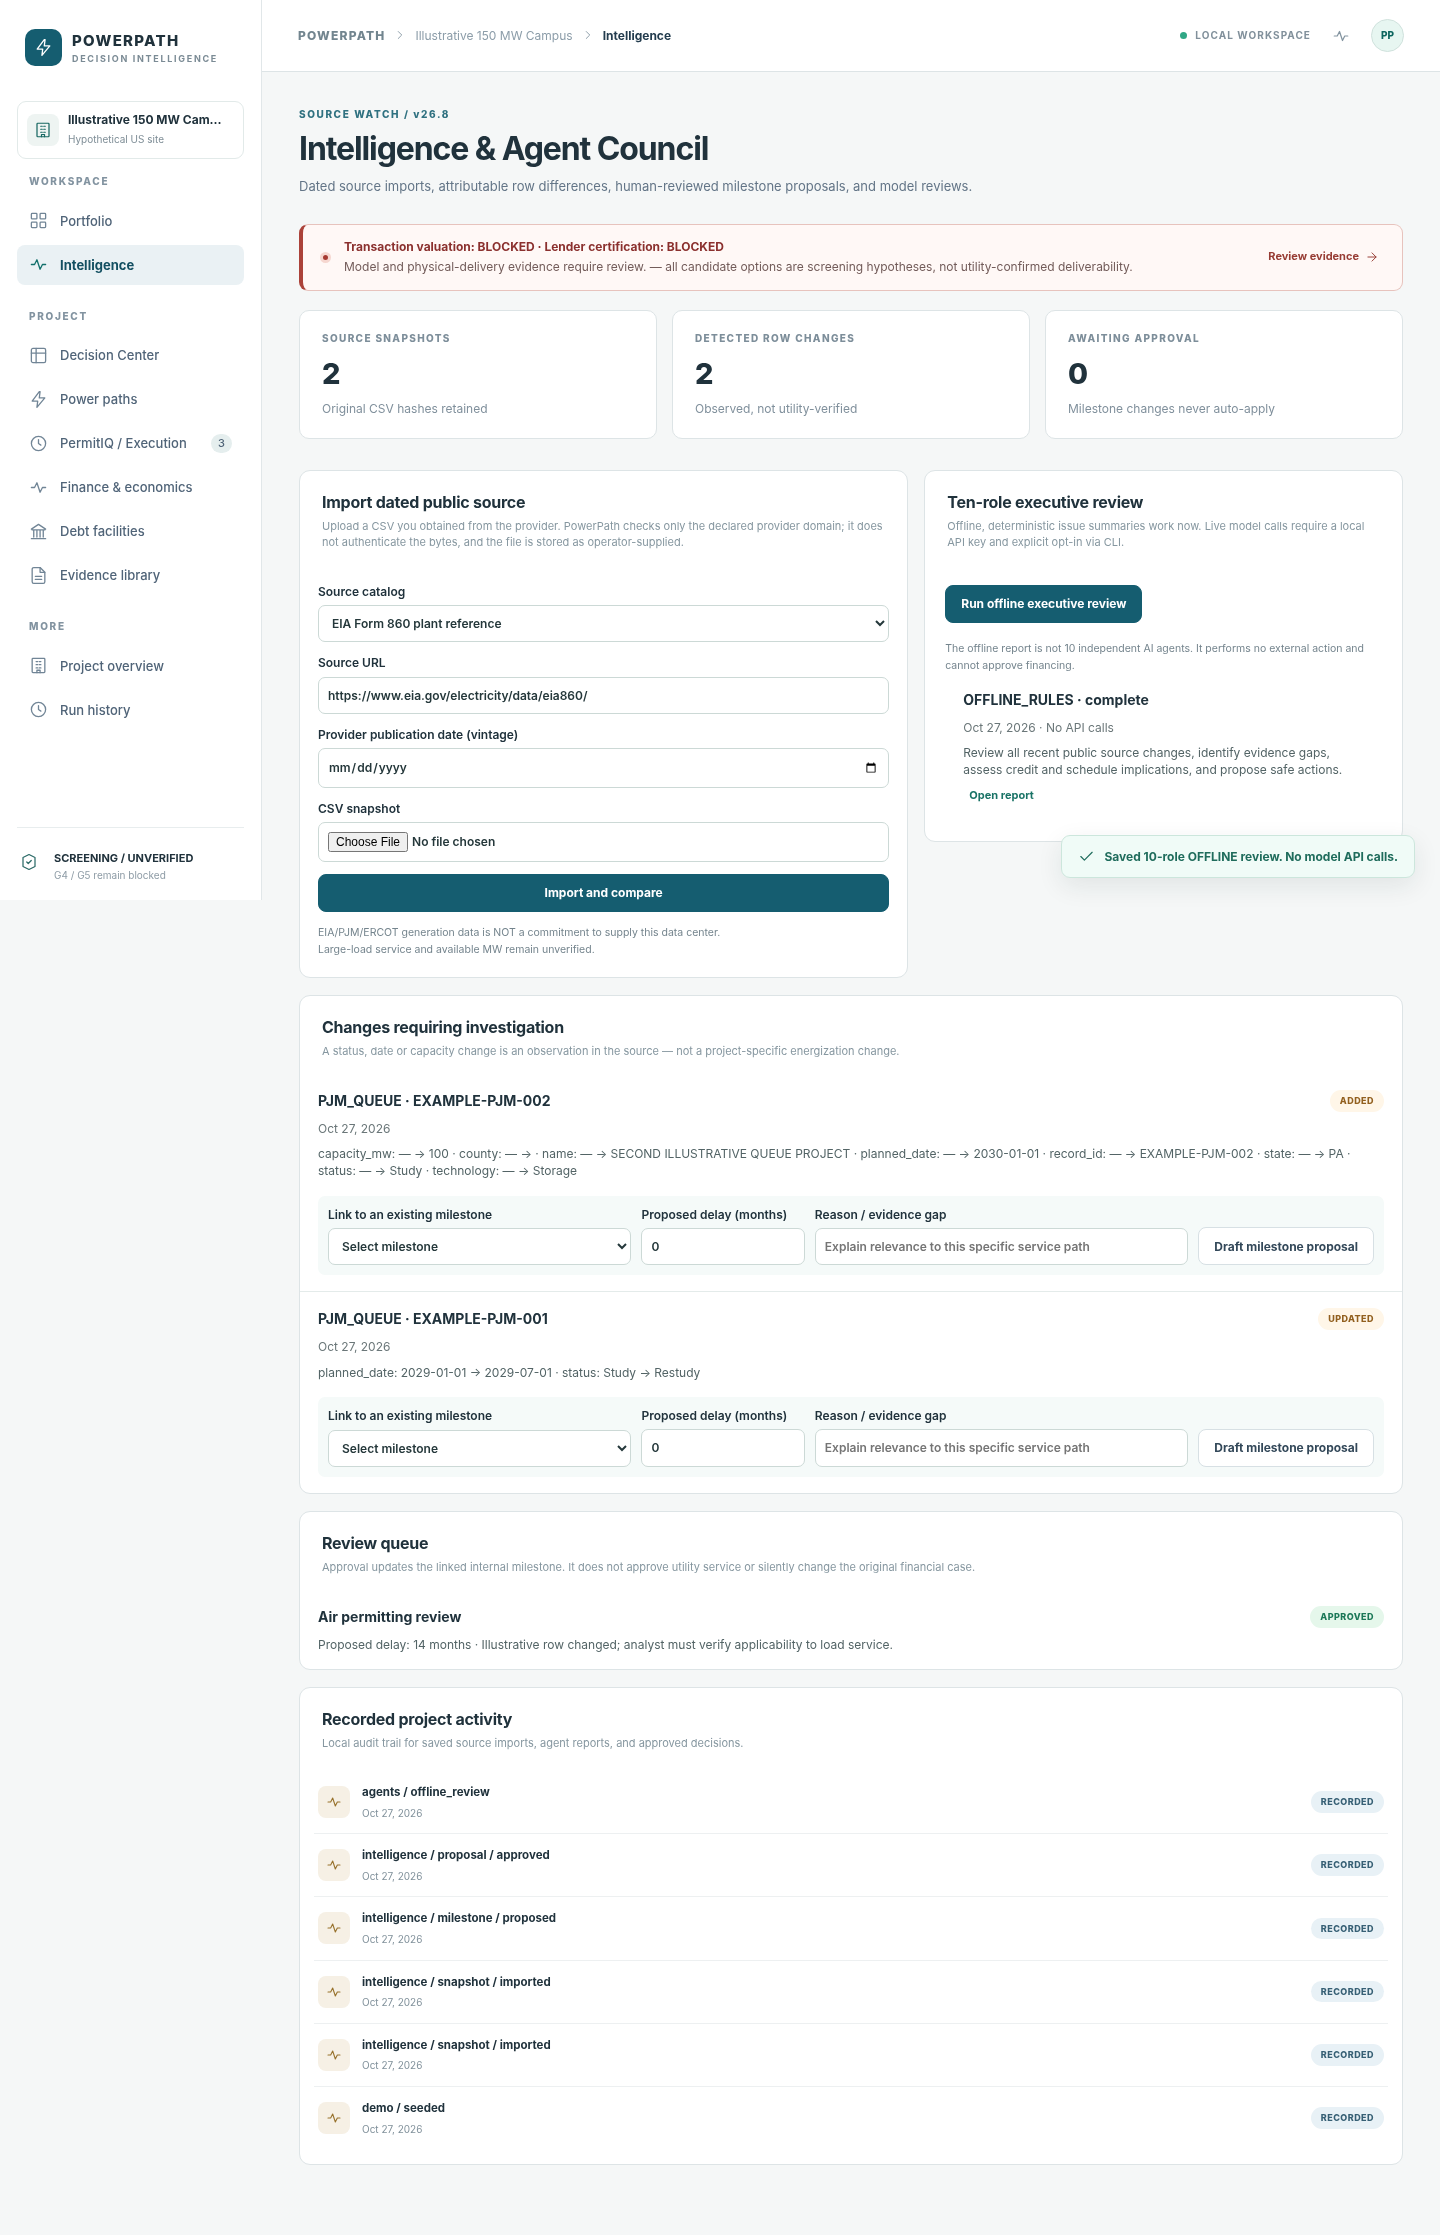 POWERPATH
DECISION INTELLIGENCE
Illustrative 150 MW Cam...
Hypothetical US site
WORKSPACE
Portfolio
Intelligence
PROJECT
Decision Center
Power paths
PermitIQ / Execution 3
Finance & economics
Debt facilities
Evidence library
MORE
Project overview
Run history
SCREENING / UNVERIFIED
G4 / G5 remain blocked
POWERPATH Illustrative 150 MW Campus Intelligence
LOCAL WORKSPACE PP
SOURCE WATCH / v26.8
Intelligence & Agent Council
Dated source imports, attributable row differences, human-reviewed milestone proposals, and model reviews.
Transaction valuation: BLOCKED · Lender certification: BLOCKED
Model and physical-delivery evidence require review. — all candidate options are screening hypotheses, not utility-confirmed deliverability.
Review evidence →
SOURCE SNAPSHOTS
2
Original CSV hashes retained
DETECTED ROW CHANGES
2
Observed, not utility-verified
AWAITING APPROVAL
0
Milestone changes never auto-apply
Import dated public source
Upload a CSV you obtained from the provider. PowerPath checks only the declared provider domain; it does
not authenticate the bytes, and the file is stored as operator-supplied.
Source catalog
EIA Form 860 plant reference
Source URL
https://www.eia.gov/electricity/data/eia860/
Provider publication date (vintage)
mm/dd/yyyy
CSV snapshot
Choose File No file chosen
Import and compare
EIA/PJM/ERCOT generation data is NOT a commitment to supply this data center.
Large-load service and available MW remain unverified.
Ten-role executive review
Offline, deterministic issue summaries work now. Live model calls require a local
API key and explicit opt-in via CLI.
Run offline executive review
The offline report is not 10 independent AI agents. It performs no external action and
cannot approve financing.
OFFLINE_RULES · complete
Oct 27, 2026 · No API calls
Review all recent public source changes, identify evidence gaps,
assess credit and schedule implications, and propose safe actions.
Open report
Saved 10-role OFFLINE review. No model API calls.
Changes requiring investigation
A status, date or capacity change is an observation in the source — not a project-specific energization change.
PJM_QUEUE · EXAMPLE-PJM-002 ADDED
Oct 27, 2026
capacity_mw: — → 100 · county: — → · name: — → SECOND ILLUSTRATIVE QUEUE PROJECT · planned_date: — → 2030-01-01 · record_id: — → EXAMPLE-PJM-002 · state: — → PA ·
status: — → Study · technology: — → Storage
Link to an existing milestone Proposed delay (months) Reason / evidence gap
Select milestone 0 Explain relevance to this specific service path Draft milestone proposal
PJM_QUEUE · EXAMPLE-PJM-001 UPDATED
Oct 27, 2026
planned_date: 2029-01-01 → 2029-07-01 · status: Study → Restudy
Link to an existing milestone Proposed delay (months) Reason / evidence gap
Select milestone 0 Explain relevance to this specific service path Draft milestone proposal
Review queue
Approval updates the linked internal milestone. It does not approve utility service or silently change the original financial case.
Air permitting review APPROVED
Proposed delay: 14 months · Illustrative row changed; analyst must verify applicability to load service.
Recorded project activity
Local audit trail for saved source imports, agent reports, and approved decisions.
agents / offline_review RECORDED
Oct 27, 2026
intelligence / proposal / approved RECORDED
Oct 27, 2026
intelligence / milestone / proposed RECORDED
Oct 27, 2026
intelligence / snapshot / imported RECORDED
Oct 27, 2026
intelligence / snapshot / imported RECORDED
Oct 27, 2026
demo / seeded RECORDED
Oct 27, 2026